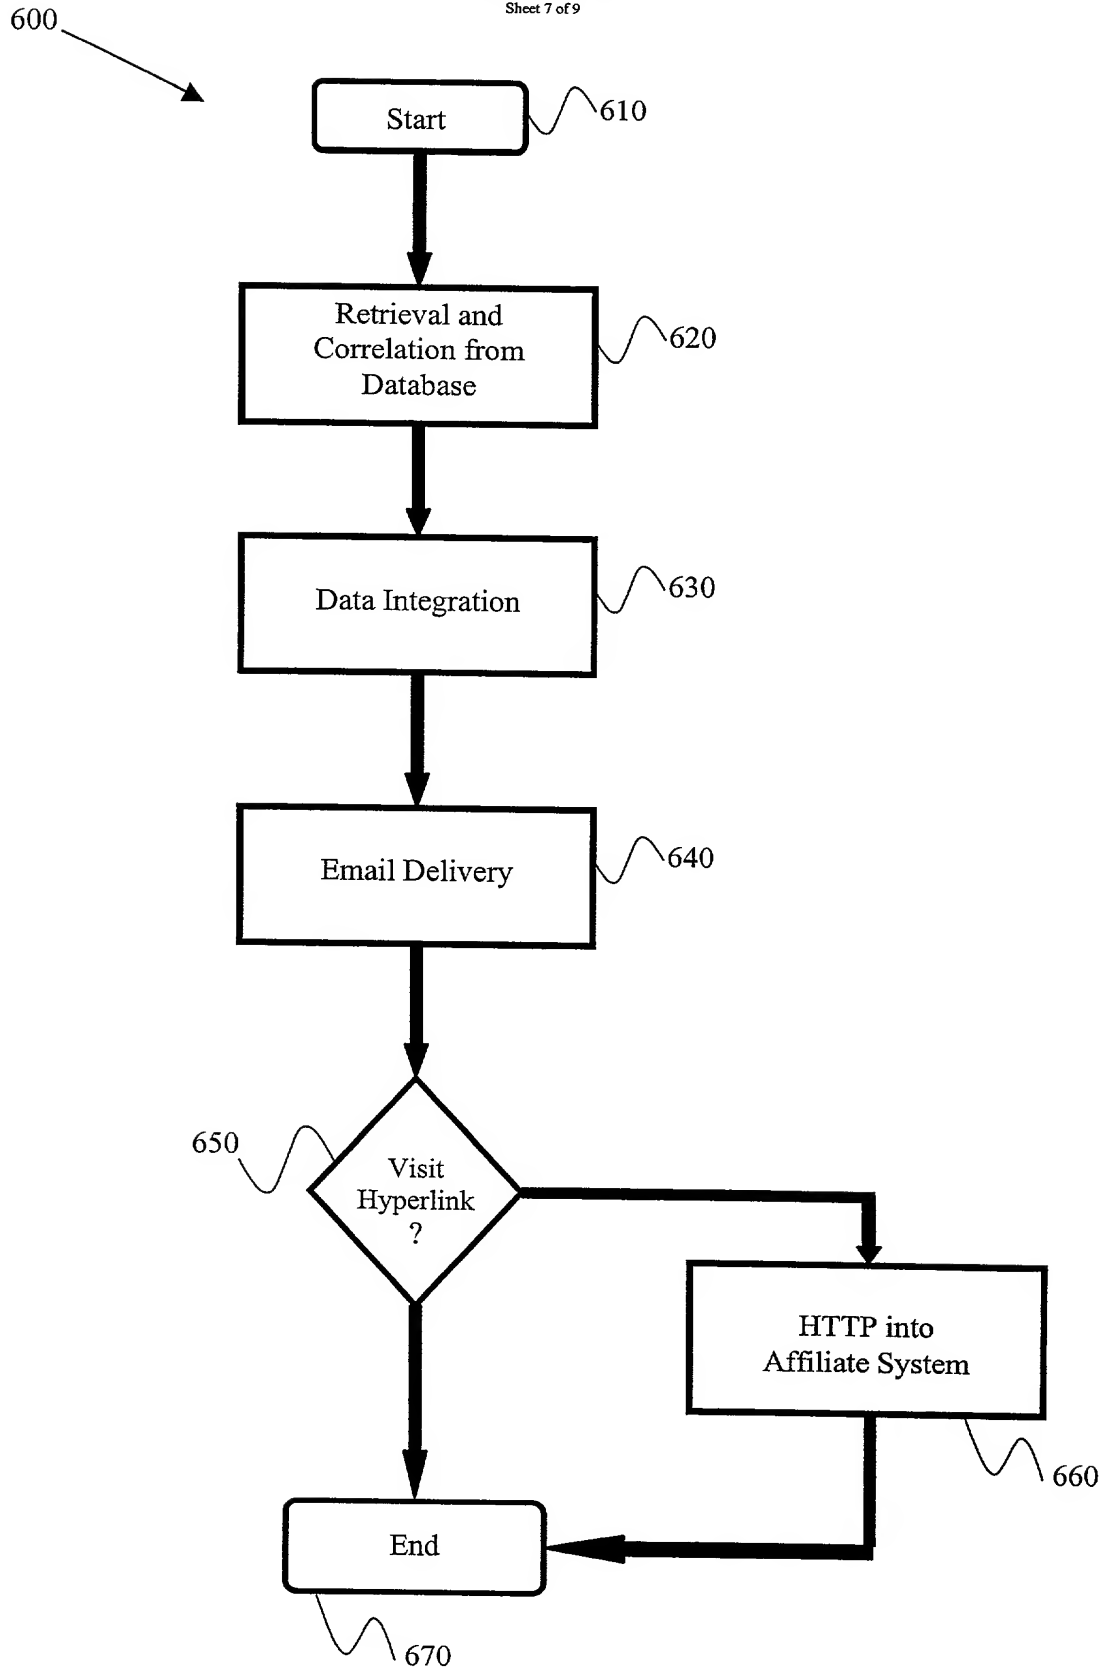 Sheet 7 of 9
600
Start
610
Retrieval and
Correlation from
Database
620
Data Integration
630
Email Delivery
640
650
Visit
Hyperlink
?
HTTP into
Affiliate System
660
End
670